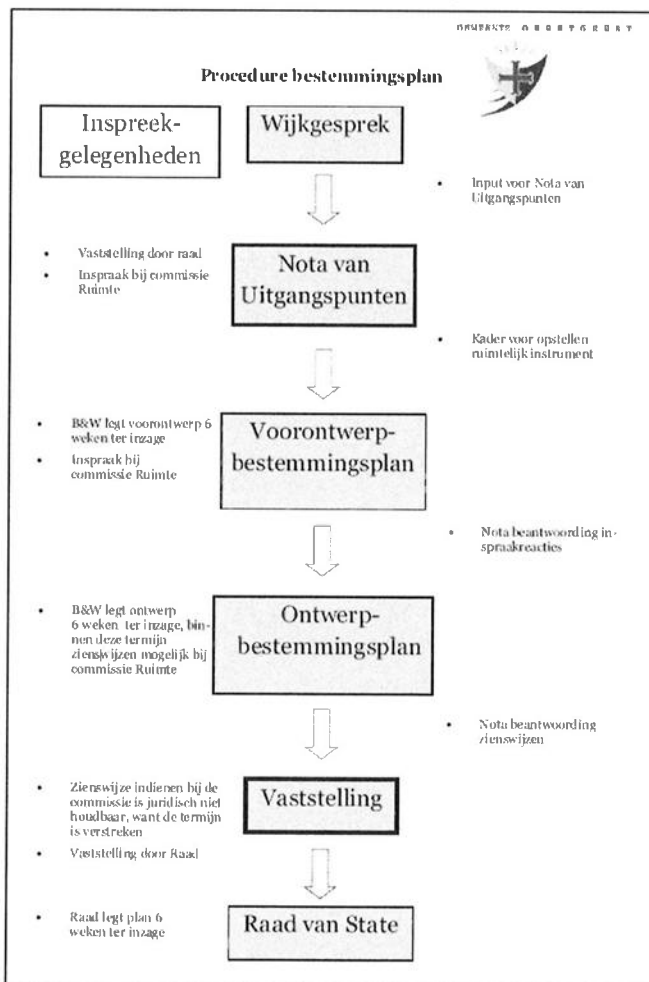 GEMEENTE OEGSTGEEST
Procedure bestemmingsplan
Inspreek-
gelegenheden
Wijkgesprek
• Input voor Nota van
Uitgangspunten
• Vaststelling door raad
• Inspraak bij commissie
Ruimte
Nota van
Uitgangspunten
• Kader voor opstellen
ruimtelijk instrument
• B&W legt voorontwerp 6
weken ter inzage
• Inspraak bij
commissie Ruimte
Voorontwerp-
bestemmingsplan
• Nota beantwoording in-
spraakreacties
• B&W legt ontwerp
6 weken ter inzage, bin-
nen deze termijn
zienswijzen mogelijk bij
commissie Ruimte
Ontwerp-
bestemmingsplan
• Nota beantwoording
zienswijzen
• Zienswijze indienen bij de
commissie is juridisch niet
houdbaar, want de termijn
is verstreken
• Vaststelling door Raad
Vaststelling
• Raad legt plan 6
weken ter inzage
Raad van State